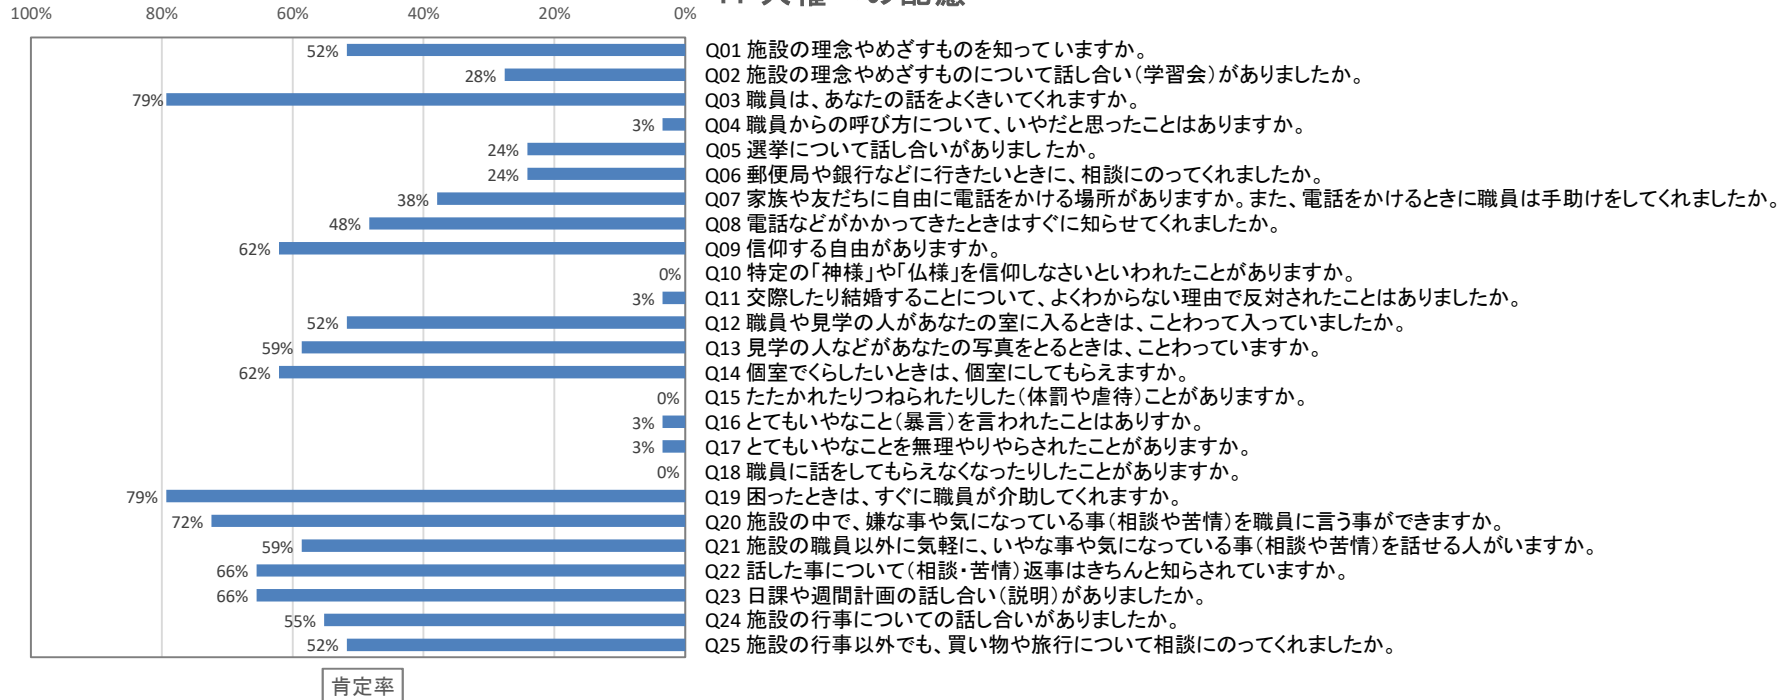 100% 80% 60% 40% 20% 0%
52% Q01 施設の理念やめざすものを知っていますか。
28% Q02 施設の理念やめざすものについて話し合い（学習会）がありましたか。
79% Q03 職員は、あなたの話をよくきいてくれますか。
3% Q04 職員からの呼び方について、いやだと思ったことはありますか。
24% Q05 選挙について話し合いがありましたか。
24% Q06 郵便局や銀行などに行きたいときに、相談にのってくれましたか。
38% Q07 家族や友だちに自由に電話をかける場所がありますか。また、電話をかけるときに職員は手助けをしてくれましたか。
48% Q08 電話などがかかってきたときはすぐに知らせてくれましたか。
62% Q09 信仰する自由がありますか。
0% Q10 特定の「神様」や「仏様」を信仰しなさいといわれたことがありますか。
3% Q11 交際したり結婚することについて、よくわからない理由で反対されたことはありましたか。
52% Q12 職員や見学の人があなたの室に入るときは、ことわって入っていましたか。
59% Q13 見学の人などがあなたの写真をとるときは、ことわっていますか。
62% Q14 個室でくらしたいときは、個室にしてもらえますか。
0% Q15 たたかれたりつねられたりした（体罰や虐待）ことがありますか。
3% Q16 とてもいやなこと（暴言）を言われたことはありすか。
3% Q17 とてもいやなことを無理やりやらされたことがありますか。
0% Q18 職員に話をしてもらえなくなったりしたことがありますか。
79% Q19 困ったときは、すぐに職員が介助してくれますか。
72% Q20 施設の中で、嫌な事や気になっている事（相談や苦情）を職員に言う事ができますか。
59% Q21 施設の職員以外に気軽に、いやな事や気になっている事（相談や苦情）を話せる人がいますか。
66% Q22 話した事について（相談・苦情）返事はきちんと知らされていますか。
66% Q23 日課や週間計画の話し合い（説明）がありましたか。
55% Q24 施設の行事についての話し合いがありましたか。
52% Q25 施設の行事以外でも、買い物や旅行について相談にのってくれましたか。
肯定率